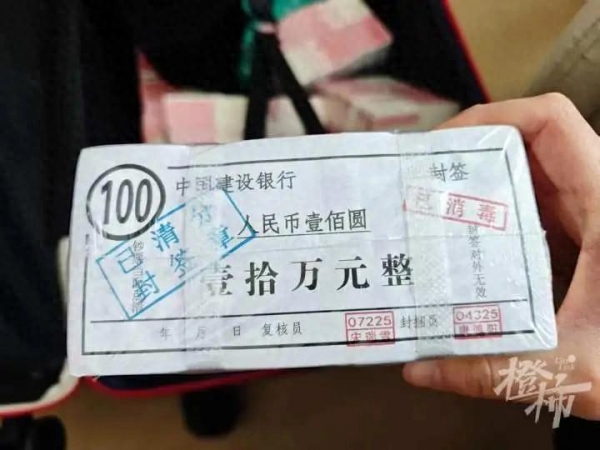 100
中国建设银行
封签
人民币壹佰圆
壹拾万元整
已清分
封签
已消毒
封签对外无效
年 月 日 复核员
07225
封捆员
04325
橙柿